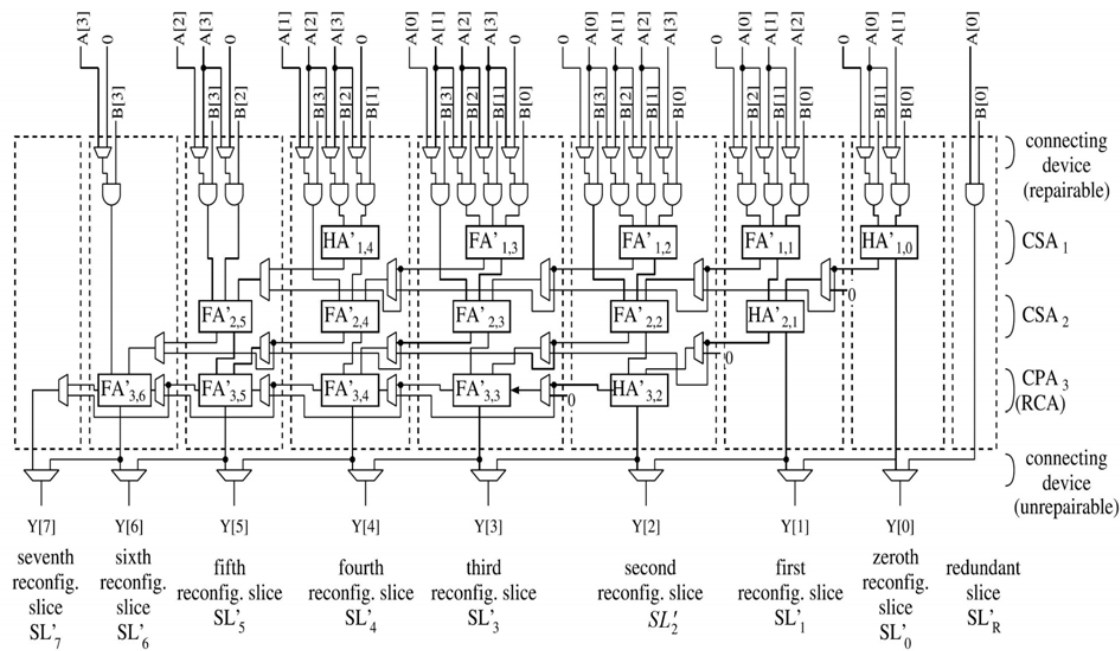 A[3] 0 A[2] A[3] 0 A[1] A[2] A[3] 0 A[0] A[1] A[2] A[3] 0 0 A[0] A[1] A[2] A[3] 0 A[0] A[1] A[2] 0 A[0] A[1] A[0]
B[3] B[3] B[2] B[3] B[2] B[1] B[3] B[2] B[1] B[0] B[3] B[2] B[1] B[0] B[2] B[1] B[0] B[1] B[0] B[0]
connecting
device
(repairable)
HA'1,4 FA'1,3 FA'1,2 FA'1,1 HA'1,0 CSA1
0
FA'2,5 FA'2,4 FA'2,3 FA'2,2 HA'2,1 CSA2
0
FA'3,6 FA'3,5 FA'3,4 FA'3,3 HA'3,2 CPA3
(RCA)
0
connecting
device
(unrepairable)
Y[7] Y[6] Y[5] Y[4] Y[3] Y[2] Y[1] Y[0]
seventh
reconfig.
slice
SL'7
sixth
reconfig.
slice
SL'6
fifth
reconfig. slice
SL'5
fourth
reconfig. slice
SL'4
third
reconfig. slice
SL'3
second
reconfig. slice
SL'2
first
reconfig. slice
SL'1
zeroth
reconfig.
slice
SL'0
redundant
slice
SL'R